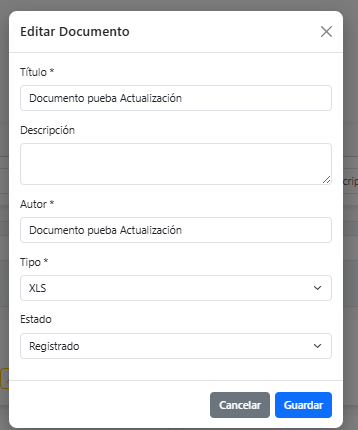 Editar Documento
Título *
Documento pueba Actualización
Descripción
Autor *
Documento pueba Actualización
Tipo *
XLS
Estado
Registrado
Cancelar Guardar